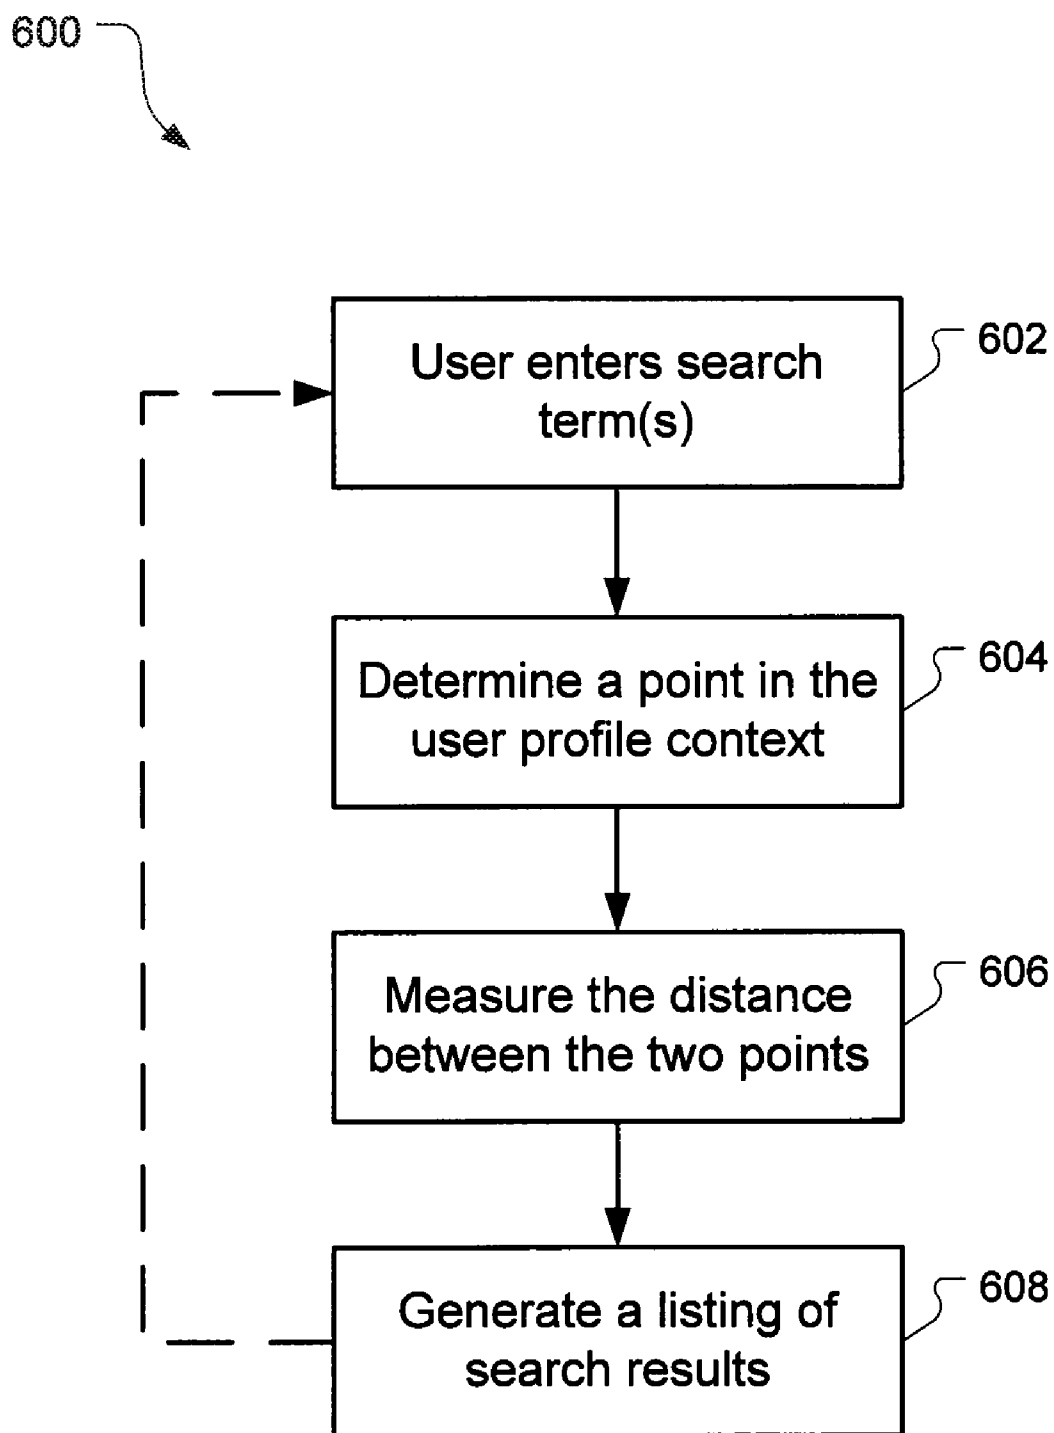 600
User enters search
term(s)
602
Determine a point in the
user profile context
604
Measure the distance
between the two points
606
Generate a listing of
search results
608